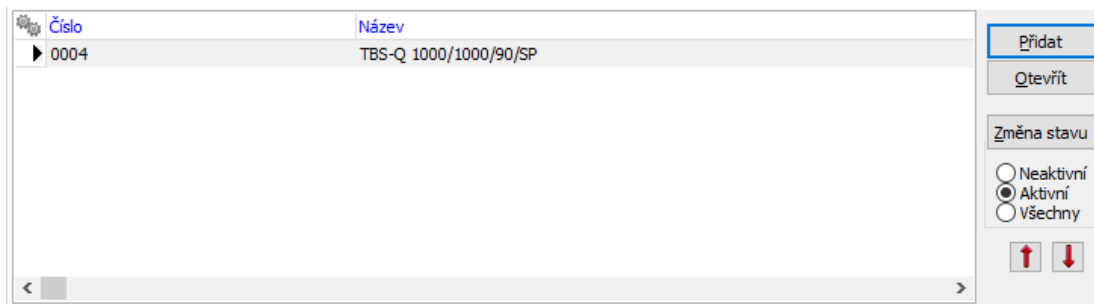 Číslo Název
0004 TBS-Q 1000/1000/90/SP
Přidat
Otevřít
Změna stavu
Neaktivní
Aktivní
Všechny